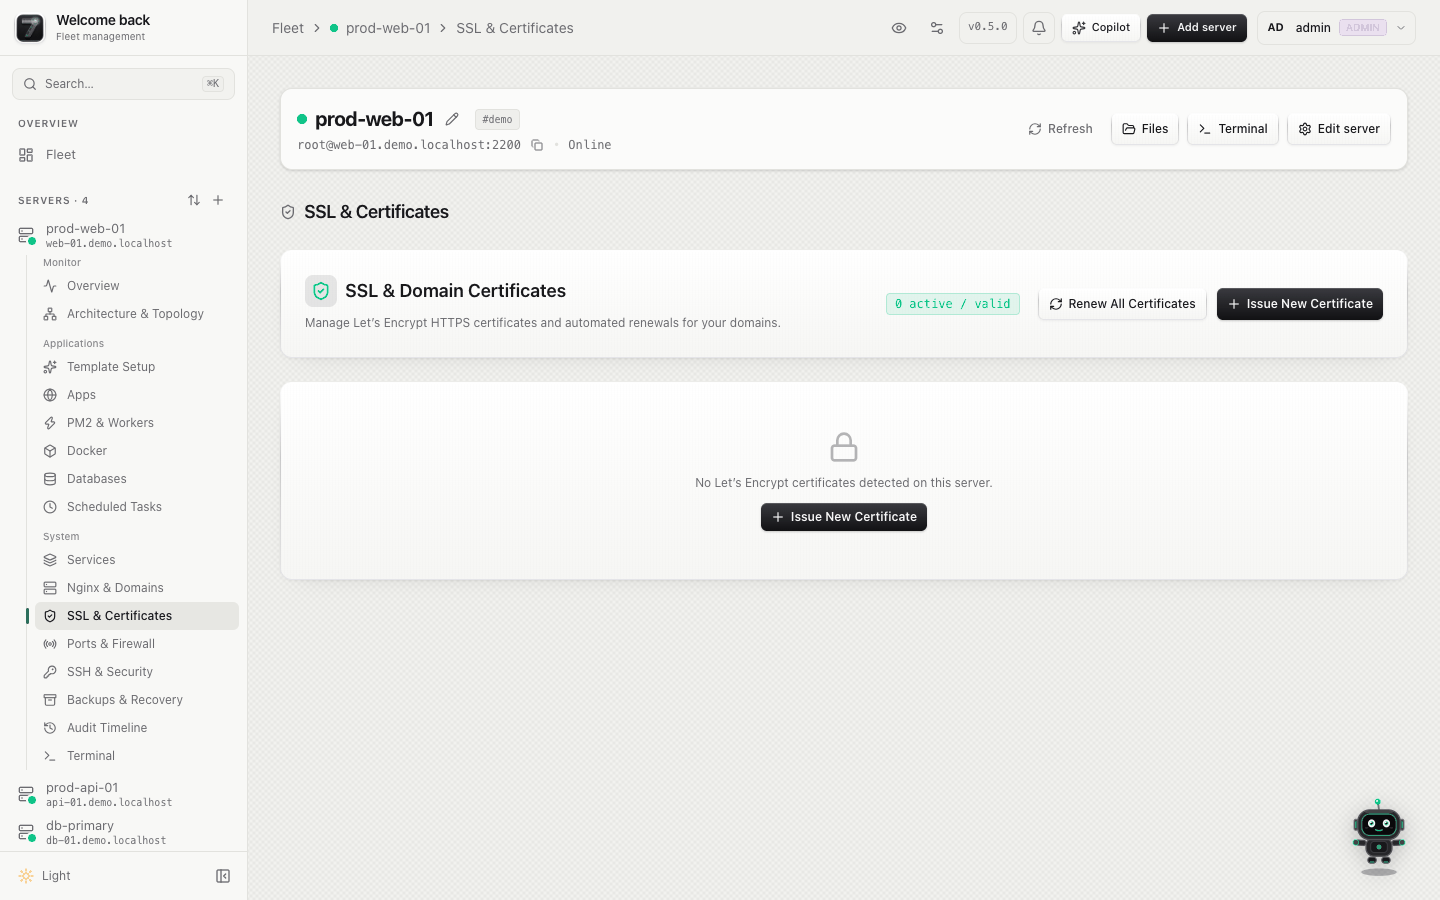 Welcome back
Fleet management
Search...
⌘K
OVERVIEW
Fleet
SERVERS · 4
prod-web-01
web-01.demo.localhost
Monitor
Overview
Architecture & Topology
Applications
Template Setup
Apps
PM2 & Workers
Docker
Databases
Scheduled Tasks
System
Services
Nginx & Domains
SSL & Certificates
Ports & Firewall
SSH & Security
Backups & Recovery
Audit Timeline
Terminal
prod-api-01
api-01.demo.localhost
db-primary
db-01.demo.localhost
Light
Fleet > prod-web-01 > SSL & Certificates
v0.5.0
Copilot
Add server
AD admin ADMIN
prod-web-01 #demo
root@web-01.demo.localhost:2200 • Online
Refresh
Files
Terminal
Edit server
SSL & Certificates
SSL & Domain Certificates
Manage Let's Encrypt HTTPS certificates and automated renewals for your domains.
0 active / valid
Renew All Certificates
Issue New Certificate
No Let's Encrypt certificates detected on this server.
Issue New Certificate